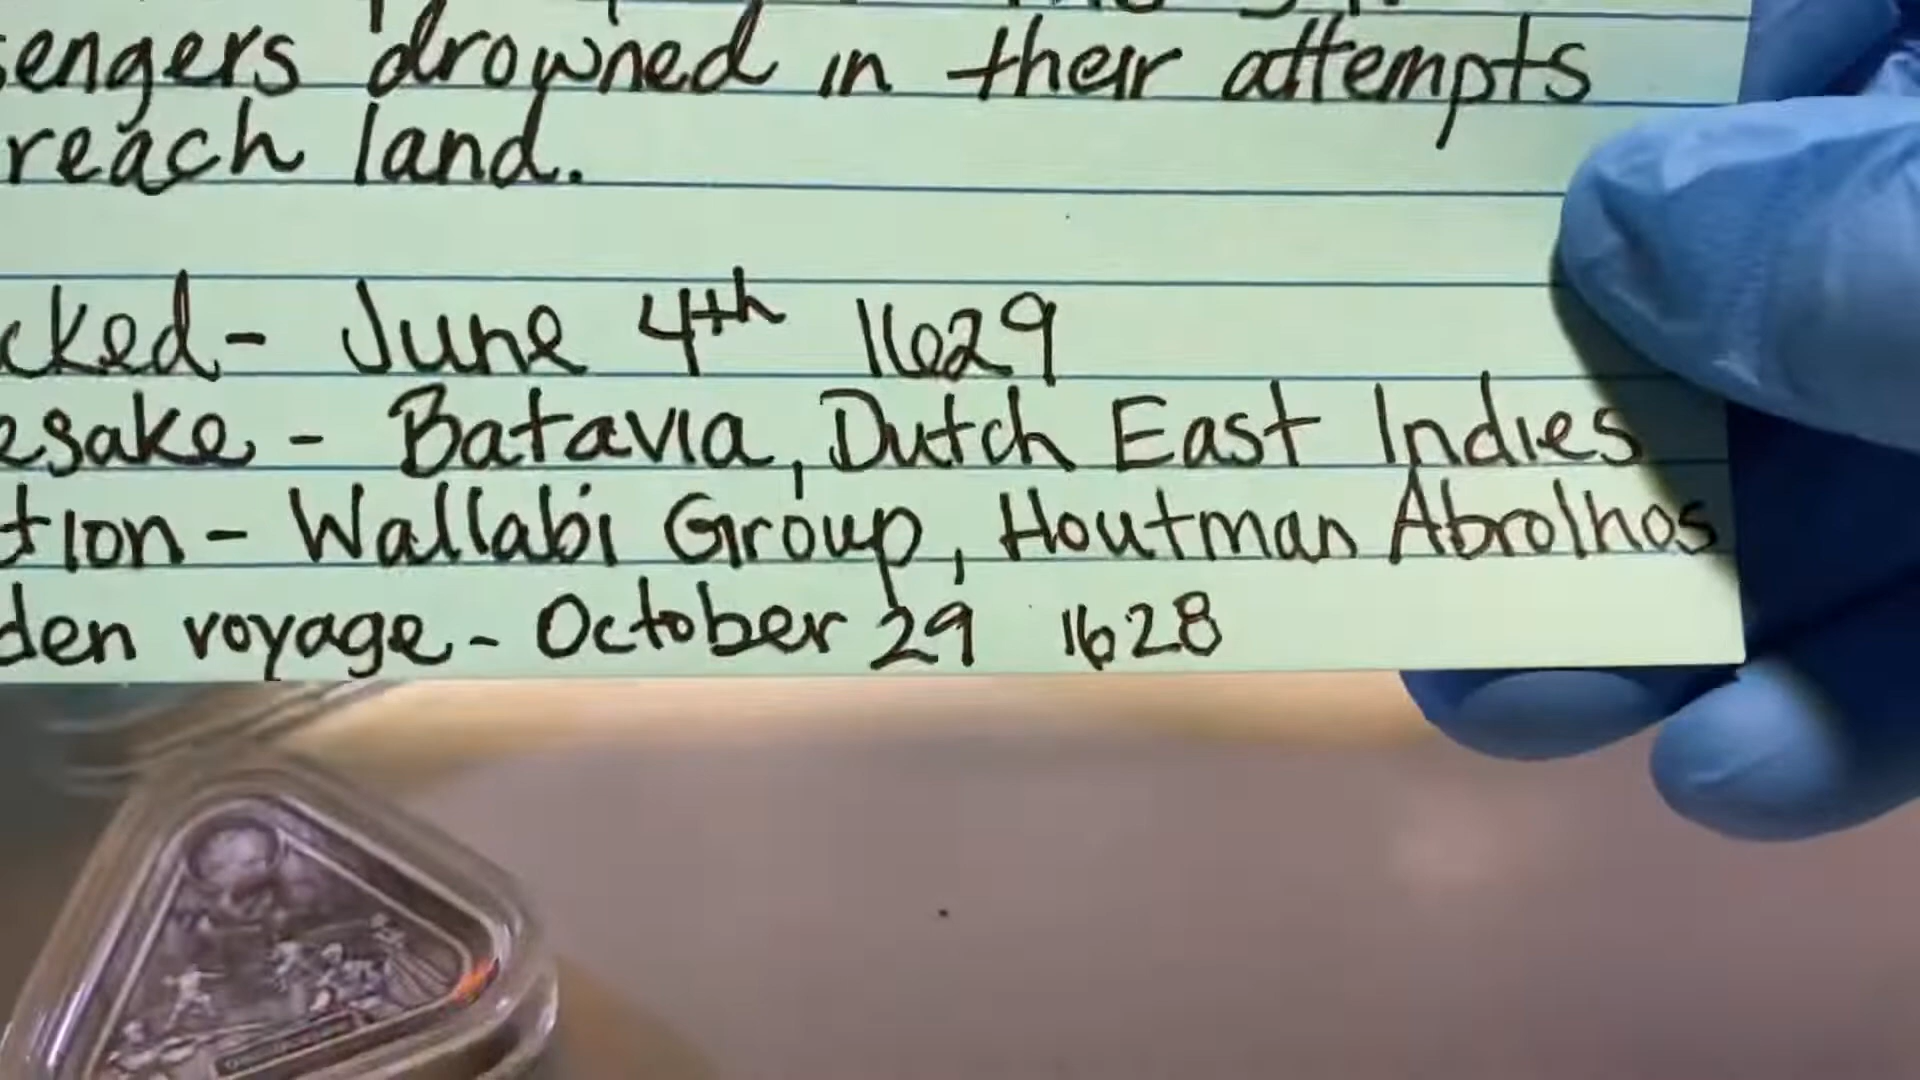 sengers drowned in their attempts
reach land.
cked- June 4th 1629
esake - Batavia, Dutch East Indies
tion - Wallabi Group, Houtman Abrolhos
den voyage - October 29 1628